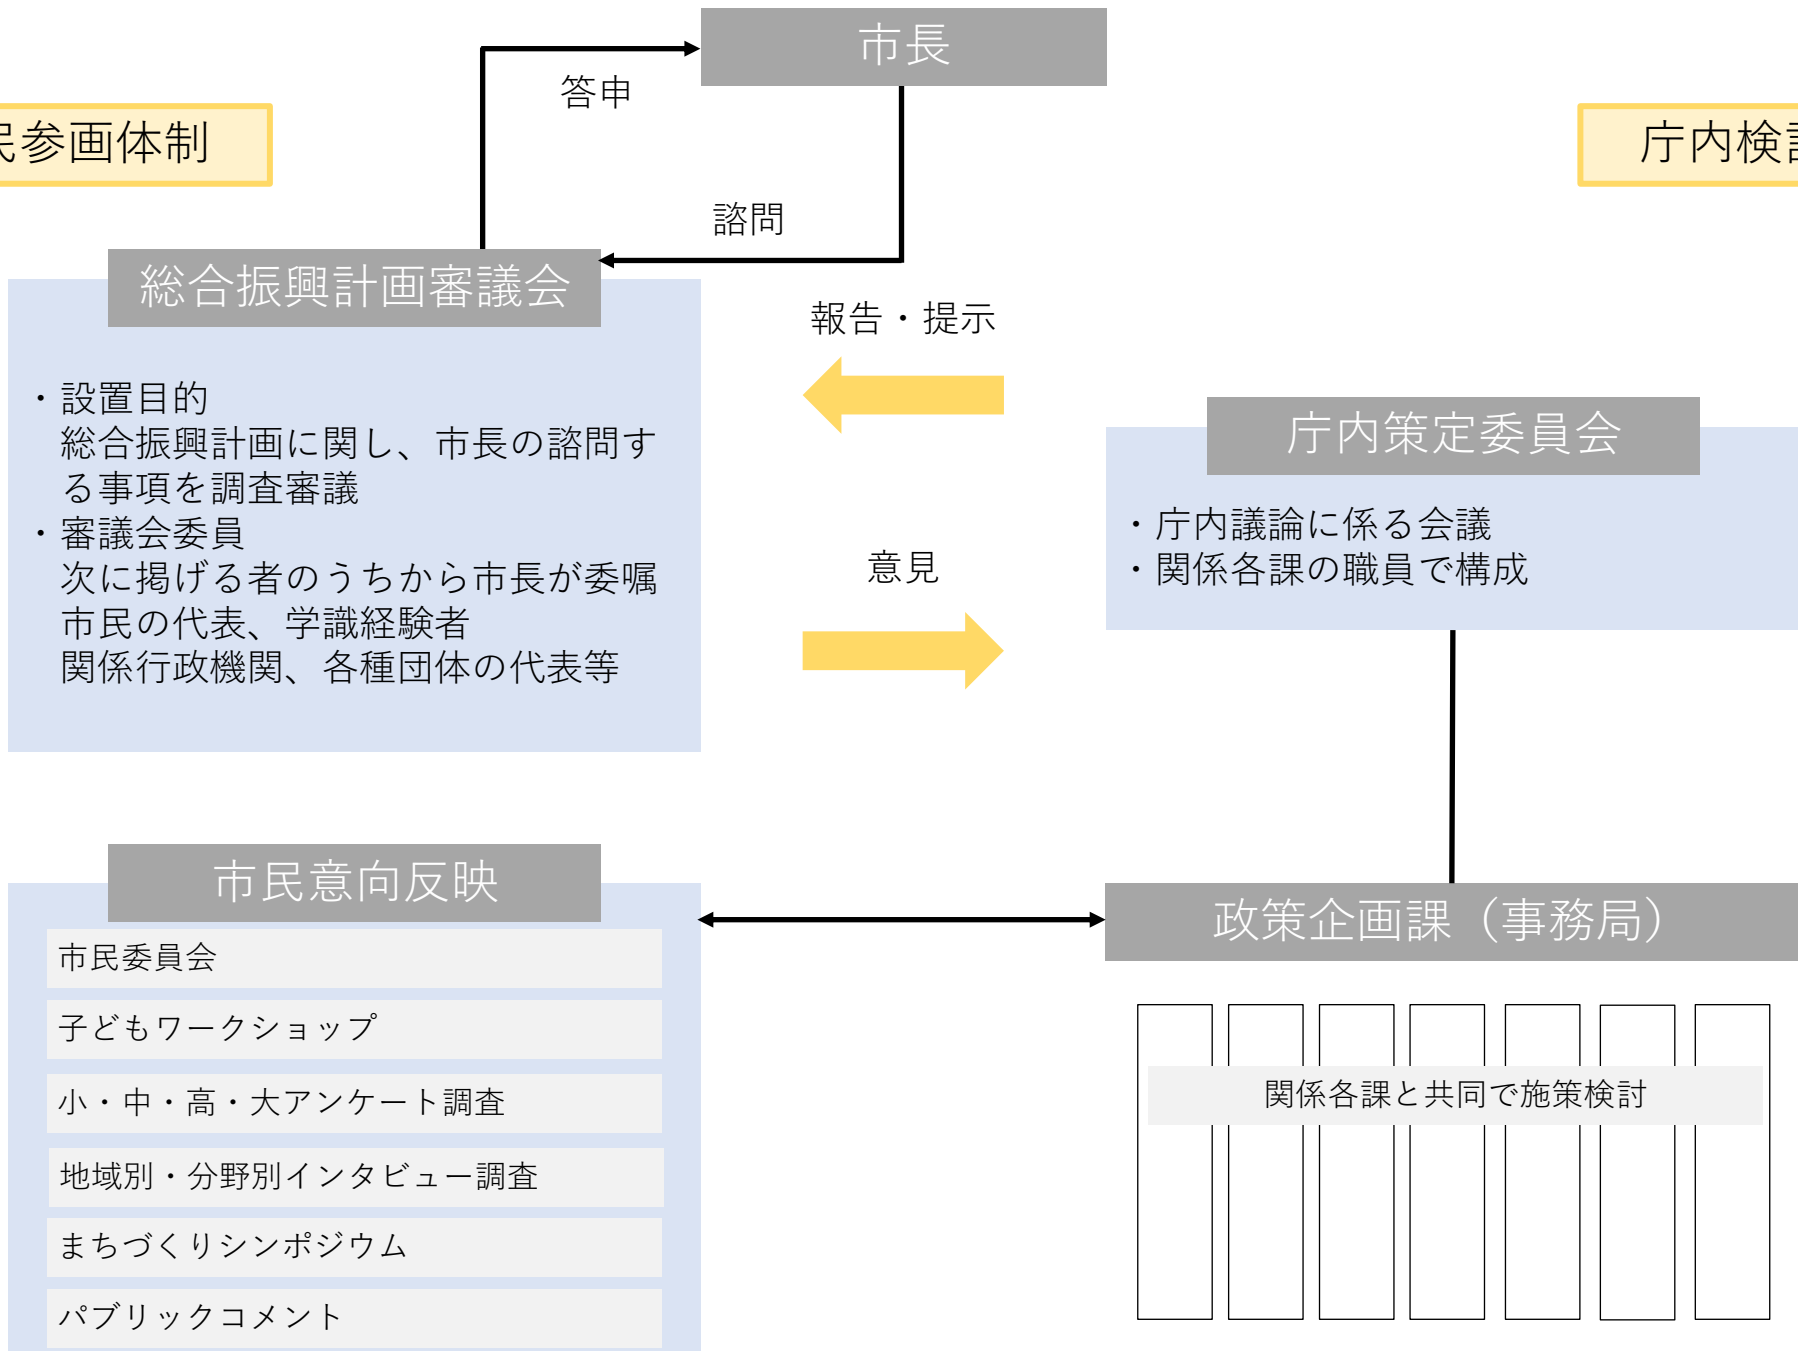 市長
答申
民参画体制
庁内検討
諮問
総合振興計画審議会
報告・提示
・設置目的
総合振興計画に関し、市長の諮問す
る事項を調査審議
・審議会委員
次に掲げる者のうちから市長が委嘱
市民の代表、学識経験者
関係行政機関、各種団体の代表等
庁内策定委員会
・庁内議論に係る会議
・関係各課の職員で構成
意見
市民意向反映
市民委員会
子どもワークショップ
小・中・高・大アンケート調査
地域別・分野別インタビュー調査
まちづくりシンポジウム
パブリックコメント
政策企画課（事務局）
関係各課と共同で施策検討